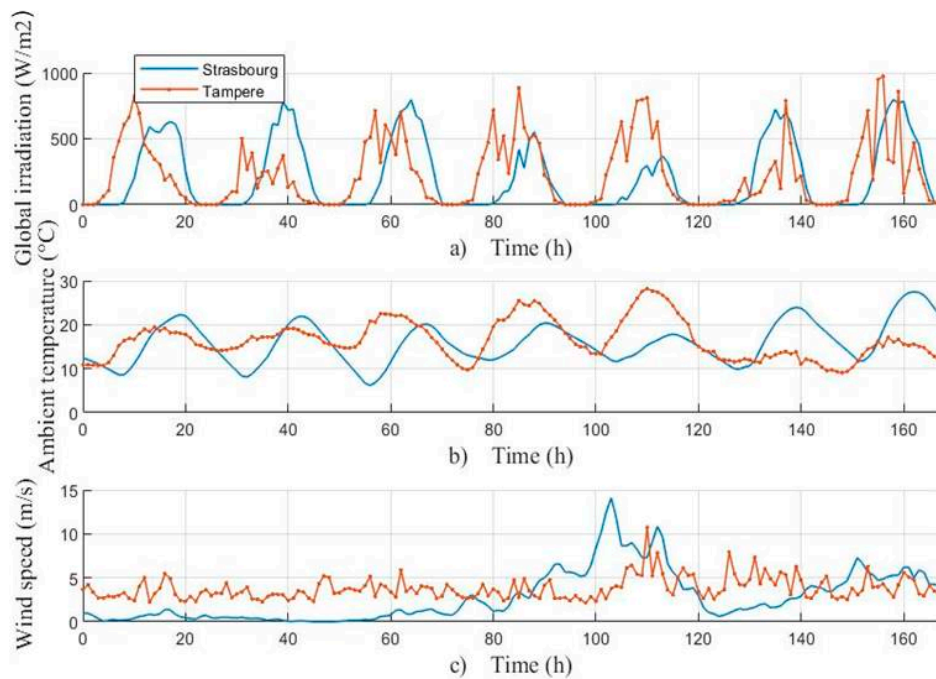 Global irradiation (W/m2)
Strasbourg
Tampere
1000
500
0
0 20 40 60 80 100 120 140 160
a) Time (h)
Ambient temperature (°C)
30
20
10
0
0 20 40 60 80 100 120 140 160
b) Time (h)
Wind speed (m/s)
15
10
5
0
0 20 40 60 80 100 120 140 160
c) Time (h)